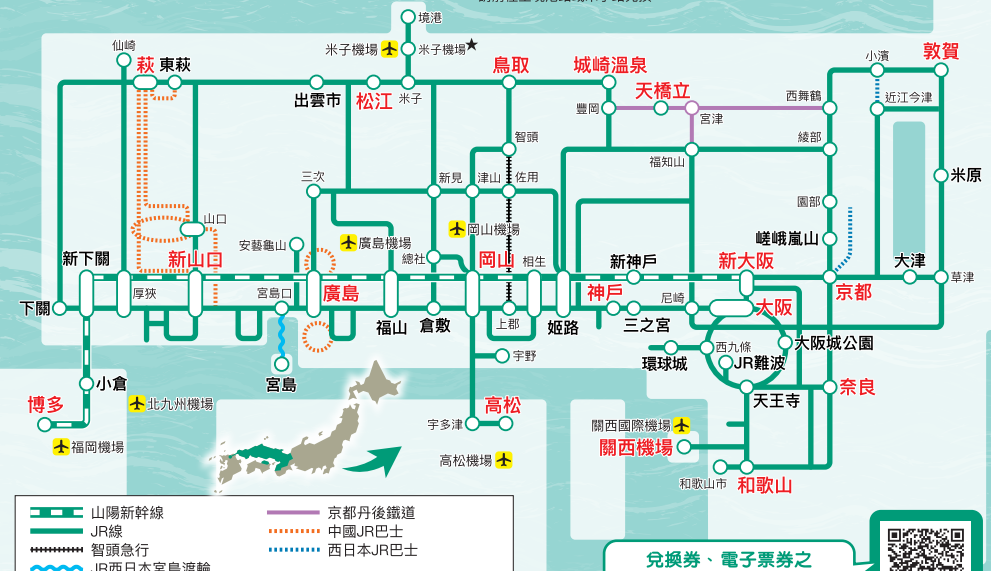 境港
米子機場
米子機場★
仙崎
萩
東萩
鳥取
城崎溫泉
小濱
敦賀
出雲市
松江
米子
天橋立
豐岡
宮津
西舞鶴
近江今津
智頭
福知山
綾部
三次
新見
津山
佐用
米原
園部
山口
安藝龜山
廣島機場
岡山機場
總社
嵯峨嵐山
新下關
新山口
岡山
相生
新神戶
新大阪
大津
厚狹
宮島口
廣島
神戶
尼崎
大阪
京都
草津
下關
福山
倉敷
上郡
姬路
三之宮
西九條
大阪城公園
環球城
JR難波
宇野
小倉
宮島
天王寺
奈良
博多
北九州機場
高松
宇多津
關西國際機場
福岡機場
關西機場
高松機場
和歌山市
和歌山
山陽新幹線
京都丹後鐵道
JR線
中國JR巴士
智頭急行
西日本JR巴士
JR西日本宮島渡輪
兌換券、電子票券之